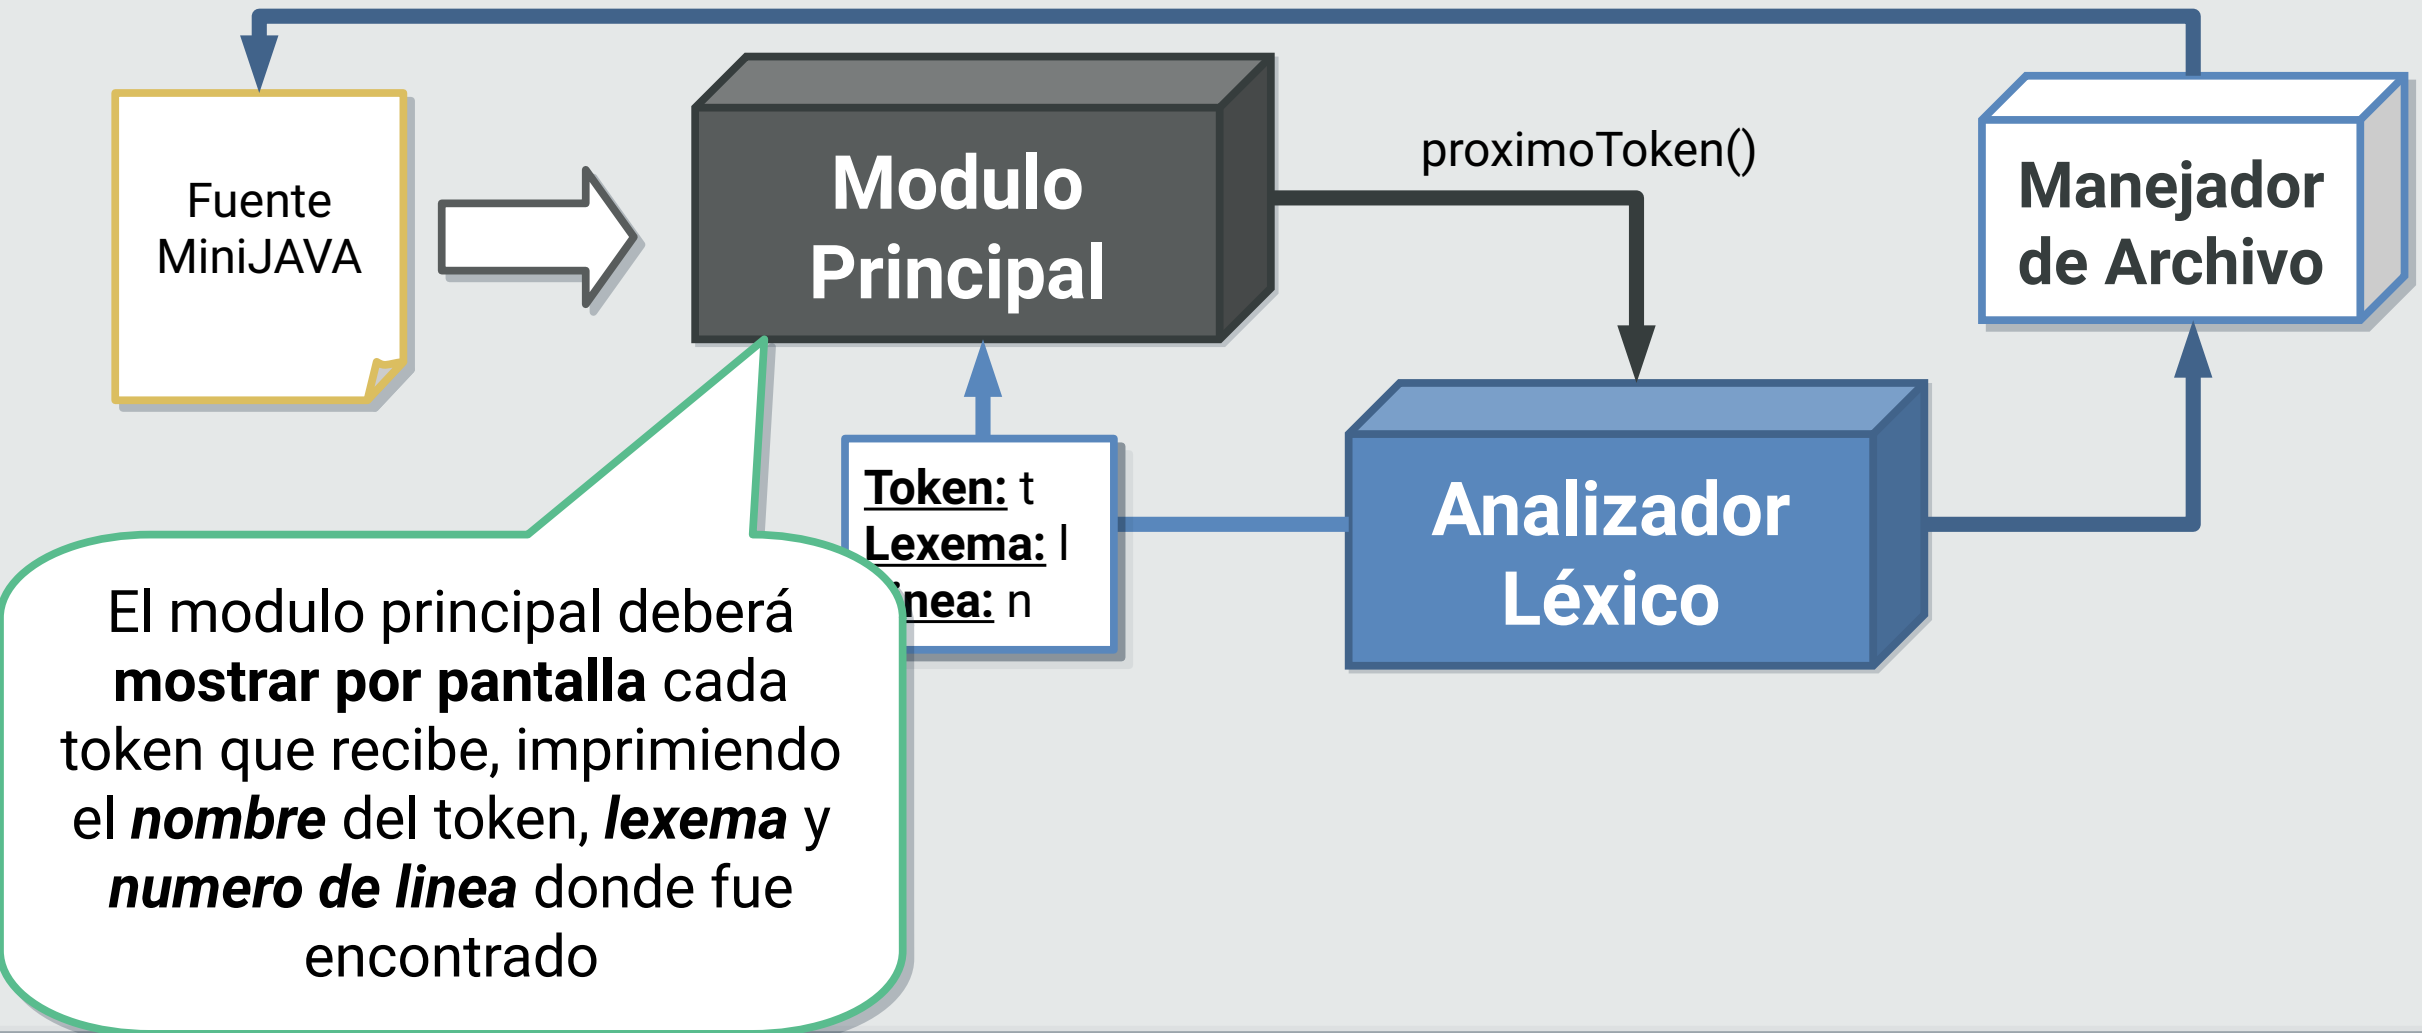 Fuente
MiniJAVA
Modulo
Principal
proximoToken()
Manejador
de Archivo
Token: t
Lexema: l
inea: n
Analizador
Léxico
El modulo principal deberá
mostrar por pantalla cada
token que recibe, imprimiendo
el nombre del token, lexema y
numero de linea donde fue
encontrado